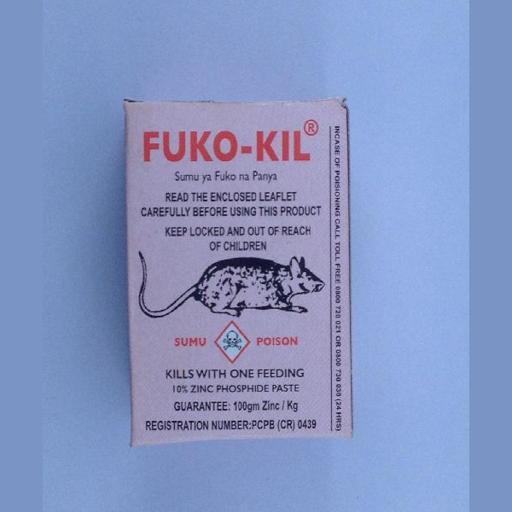 FUKO-KIL®
Sumu ya Fuko na Panya
READ THE ENCLOSED LEAFLET
CAREFULLY BEFORE USING THIS PRODUCT
KEEP LOCKED AND OUT OF REACH
OF CHILDREN
SUMU POISON
KILLS WITH ONE FEEDING
10% ZINC PHOSPHIDE PASTE
GUARANTEE: 100gm Zinc / Kg
REGISTRATION NUMBER:PCPB (CR) 0439
INCASE OF POISONING CALL TOLL FREE 0800 720 021 OR 0800 730 030 (24 HRS)